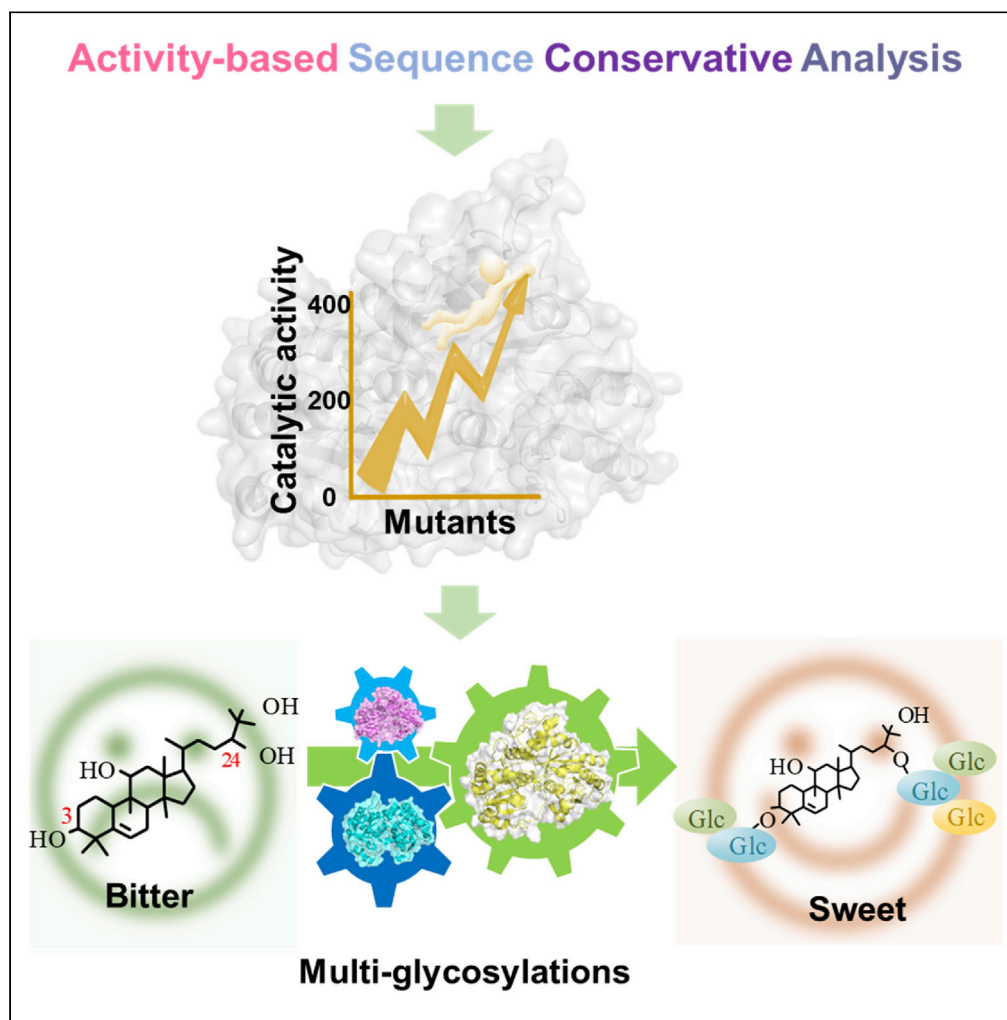 Activity-based Sequence Conservative Analysis
Catalytic activity
400
200
0
Mutants
OH
OH
24
HO
3
HO
Bitter
Multi-glycosylations
OH
HO
O
Glc
Glc
Glc
Glc
O
Glc
Sweet